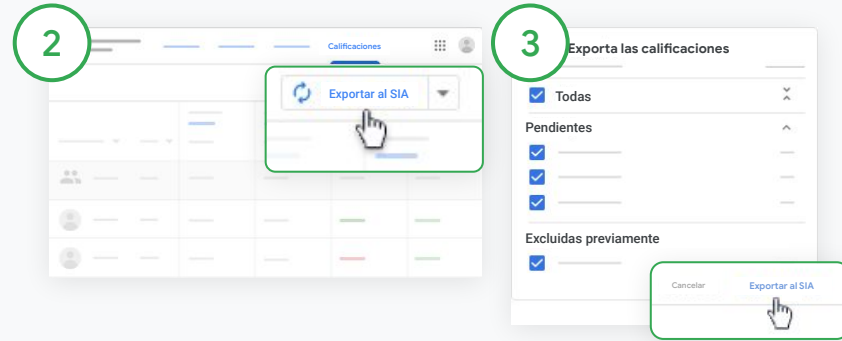 2
Calificaciones
Exportar al SIA
3
Exporta las calificaciones
Todas
Pendientes
Excluidas previamente
Cancelar
Exportar al SIA